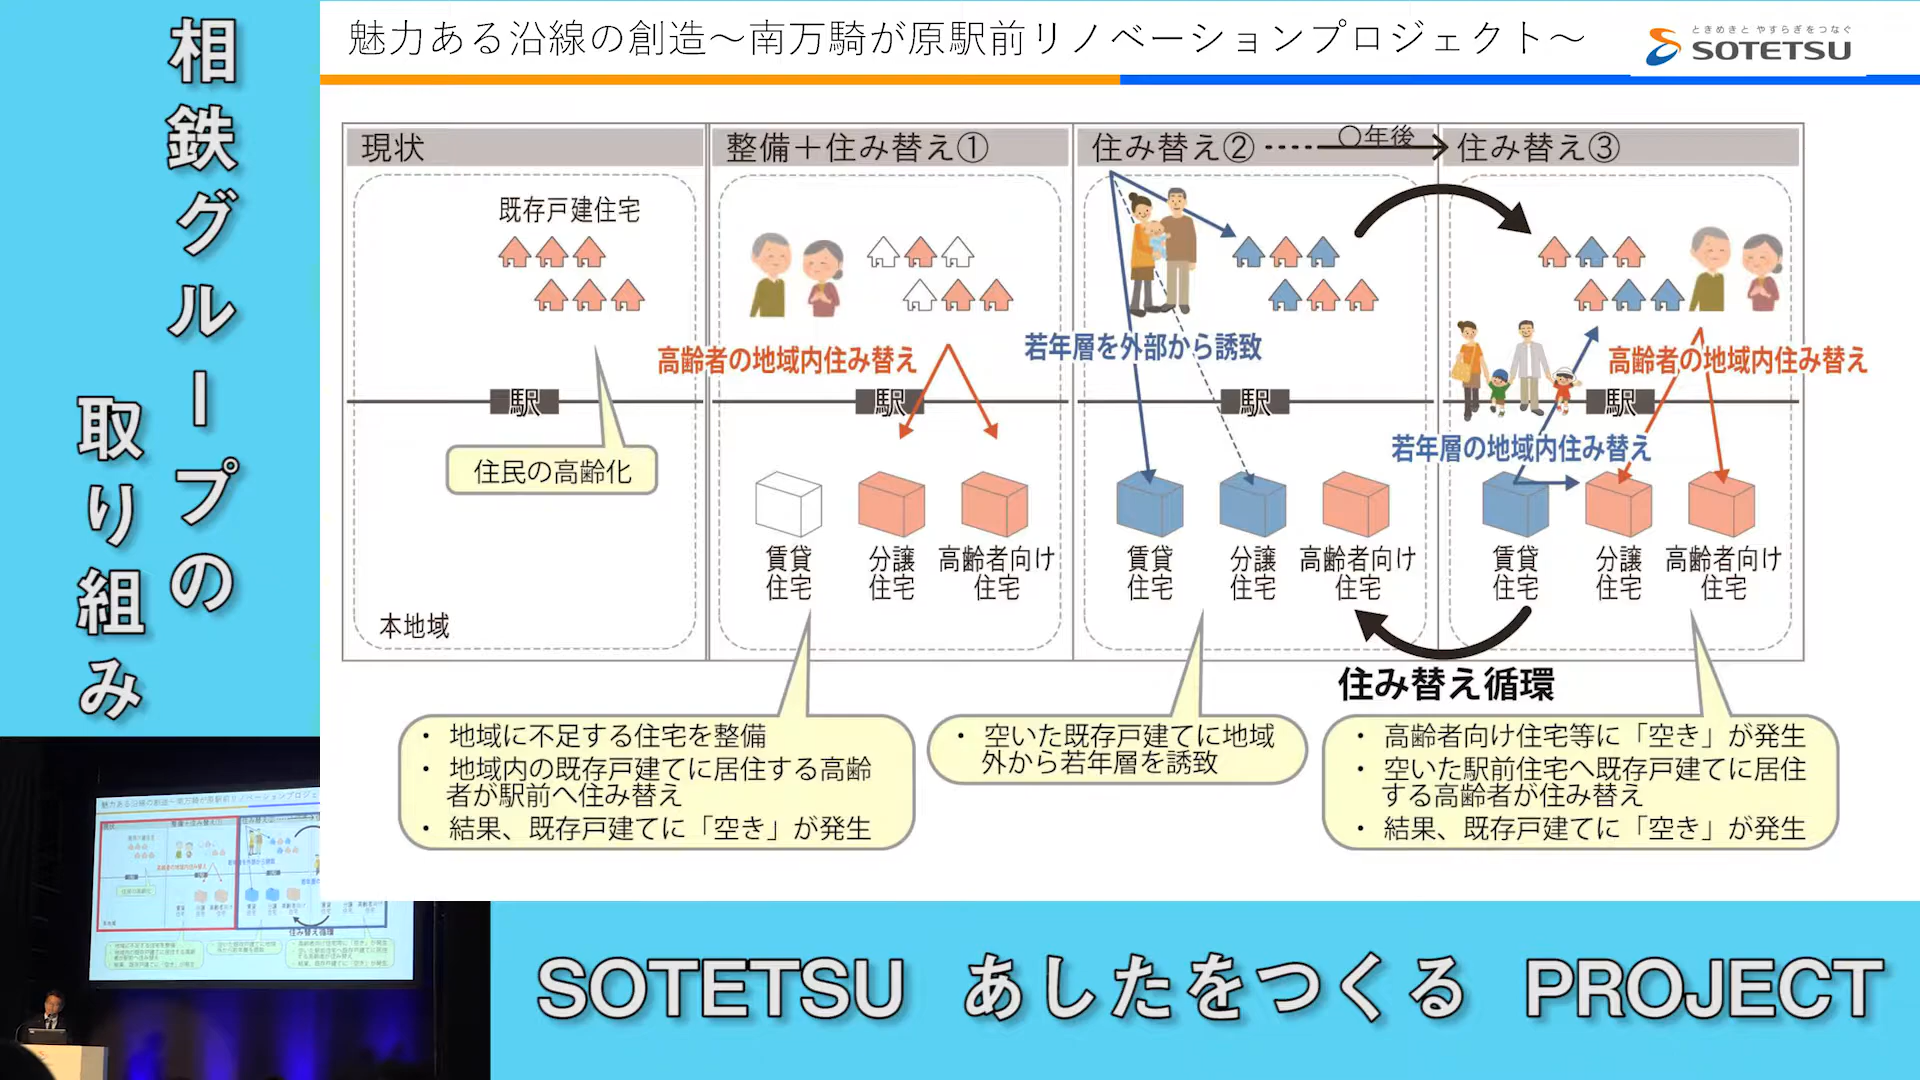 相鉄グループの
取り組み
魅力ある沿線の創造～南万騎が原駅前リノベーションプロジェクト～
ときめきと やすらぎをつなぐ
SOTETSU
現状
既存戸建住宅
駅
住民の高齢化
本地域
整備＋住み替え①
高齢者の地域内住み替え
駅
賃貸
住宅
分譲
住宅
高齢者向け
住宅
住み替え②
〇年後
若年層を外部から誘致
駅
賃貸
住宅
分譲
住宅
高齢者向け
住宅
住み替え③
高齢者の地域内住み替え
駅
若年層の地域内住み替え
賃貸
住宅
分譲
住宅
高齢者向け
住宅
住み替え循環
・ 地域に不足する住宅を整備
・ 地域内の既存戸建てに居住する高齢
者が駅前へ住み替え
・ 結果、既存戸建てに「空き」が発生
・ 空いた既存戸建てに地域
外から若年層を誘致
・ 高齢者向け住宅等に「空き」が発生
・ 空いた駅前住宅へ既存戸建てに居住
する高齢者が住み替え
・ 結果、既存戸建てに「空き」が発生
SOTETSU あしたをつくる PROJECT